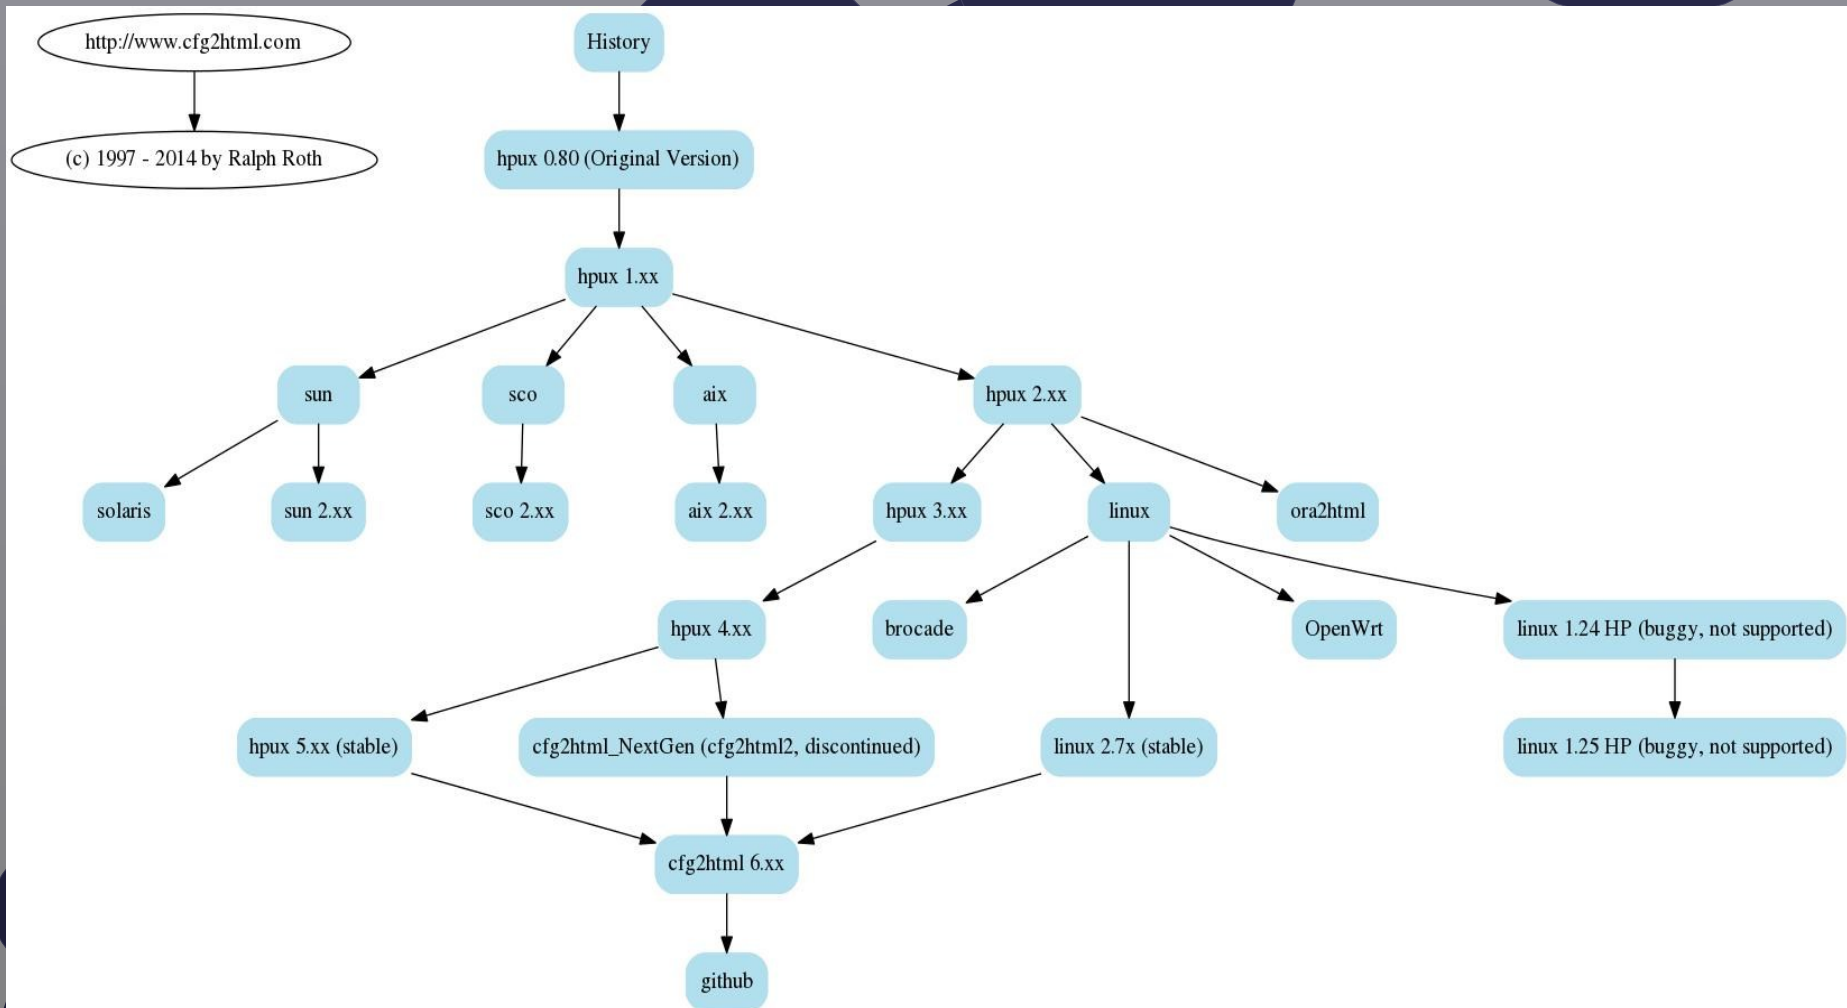 http://www.cfg2html.com
History
(c) 1997 - 2014 by Ralph Roth
hpux 0.80 (Original Version)
hpux 1.xx
sun
sco
aix
hpux 2.xx
solaris
sun 2.xx
sco 2.xx
aix 2.xx
hpux 3.xx
linux
ora2html
hpux 4.xx
brocade
OpenWrt
linux 1.24 HP (buggy, not supported)
hpux 5.xx (stable)
cfg2html_NextGen (cfg2html2, discontinued)
linux 2.7x (stable)
linux 1.25 HP (buggy, not supported)
cfg2html 6.xx
github